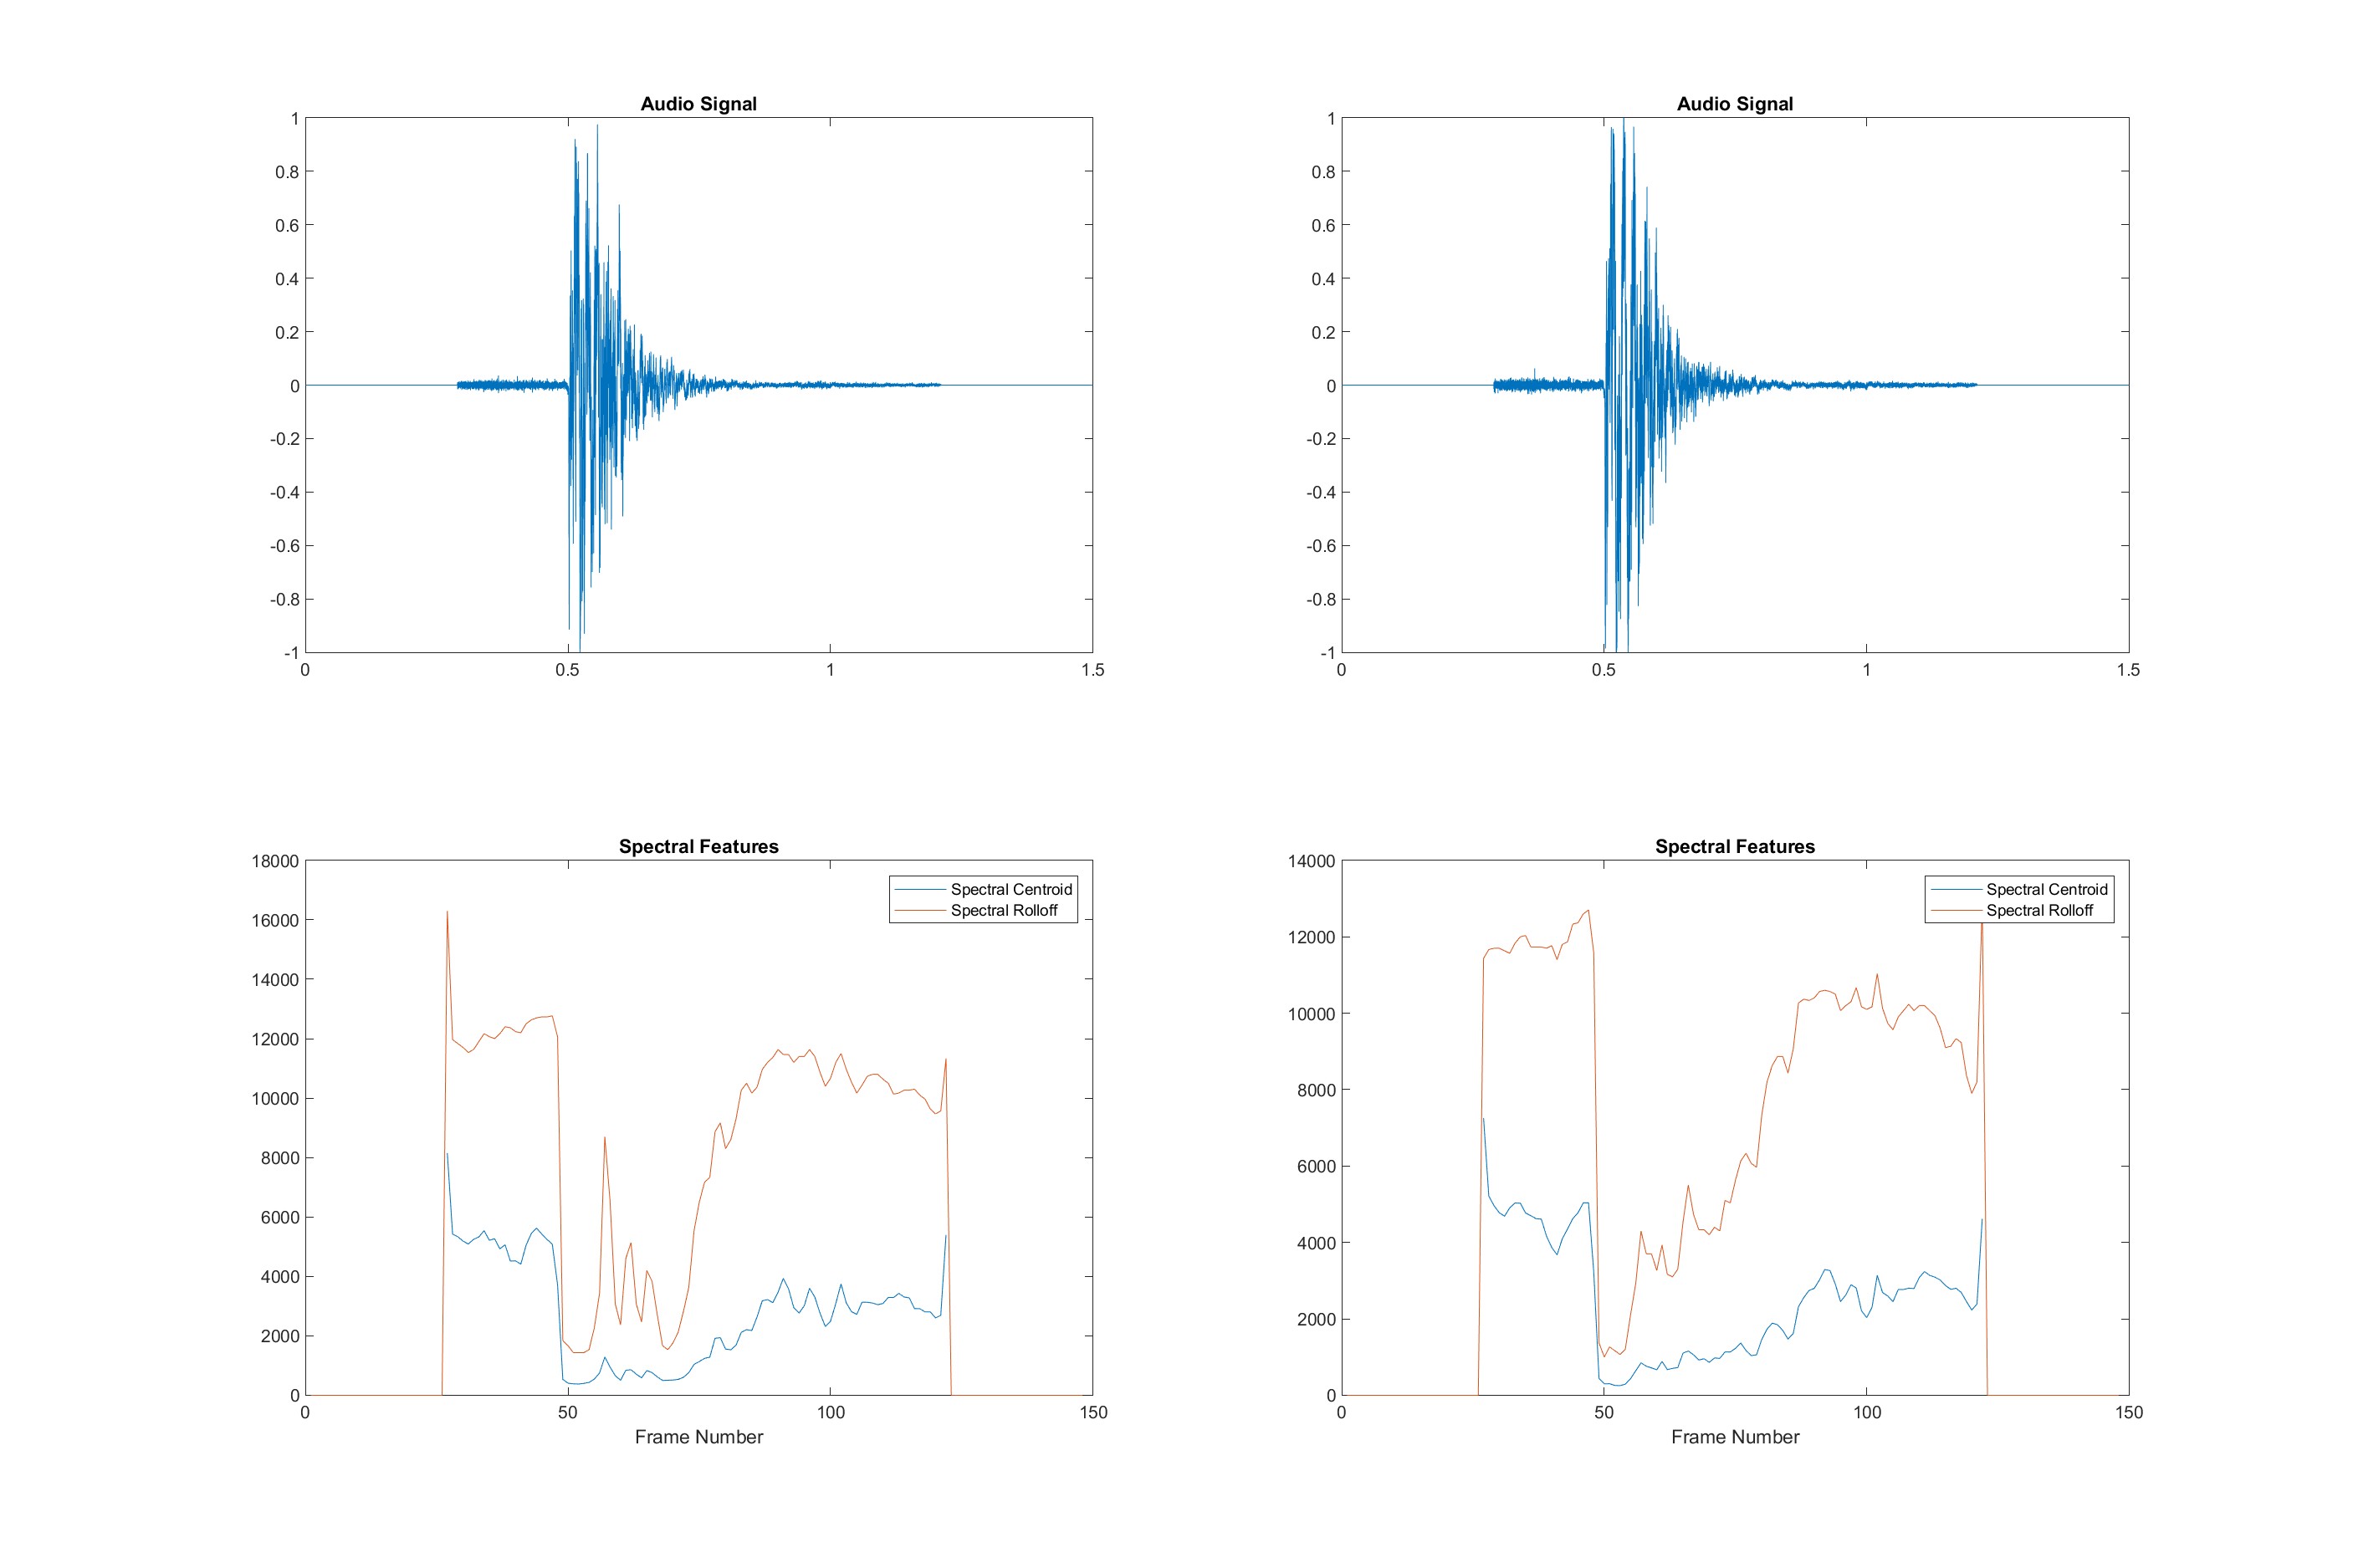 Audio Signal
1
0.8
0.6
0.4
0.2
0
-0.2
-0.4
-0.6
-0.8
-1
0 0.5 1 1.5
Audio Signal
1
0.8
0.6
0.4
0.2
0
-0.2
-0.4
-0.6
-0.8
-1
0 0.5 1 1.5
Spectral Features
18000
16000
14000
12000
10000
8000
6000
4000
2000
0
Spectral Centroid
Spectral Rolloff
0 50 100 150
Frame Number
Spectral Features
14000
12000
10000
8000
6000
4000
2000
0
Spectral Centroid
Spectral Rolloff
0 50 100 150
Frame Number